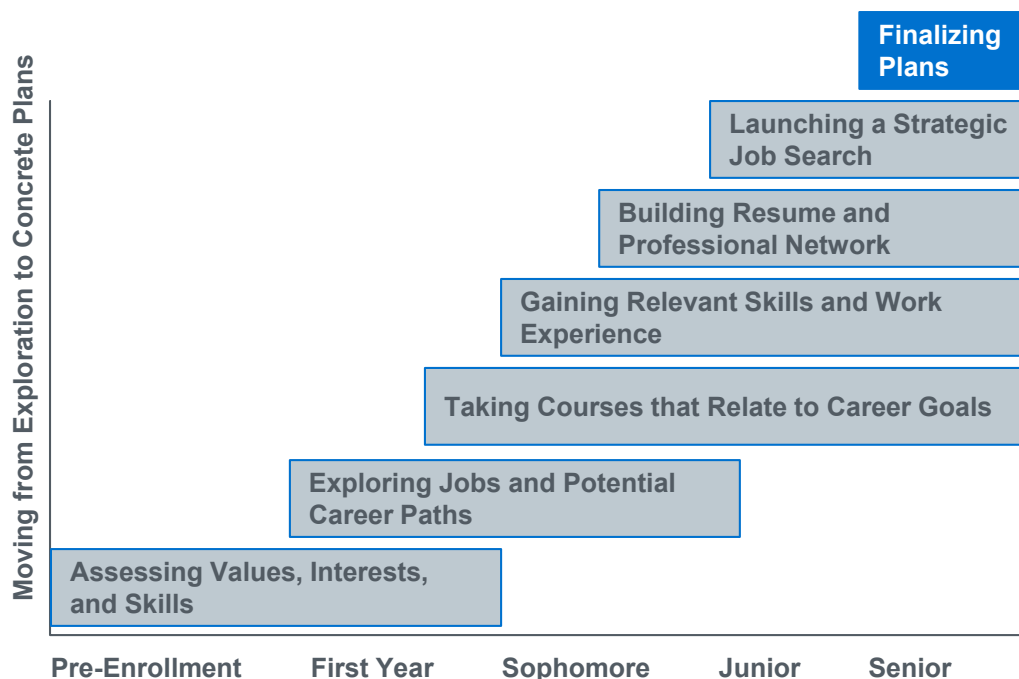 Moving from Exploration to Concrete Plans
Finalizing
Plans
Launching a Strategic
Job Search
Building Resume and
Professional Network
Gaining Relevant Skills and Work
Experience
Taking Courses that Relate to Career Goals
Exploring Jobs and Potential
Career Paths
Assessing Values, Interests,
and Skills
Pre-Enrollment First Year Sophomore Junior Senior